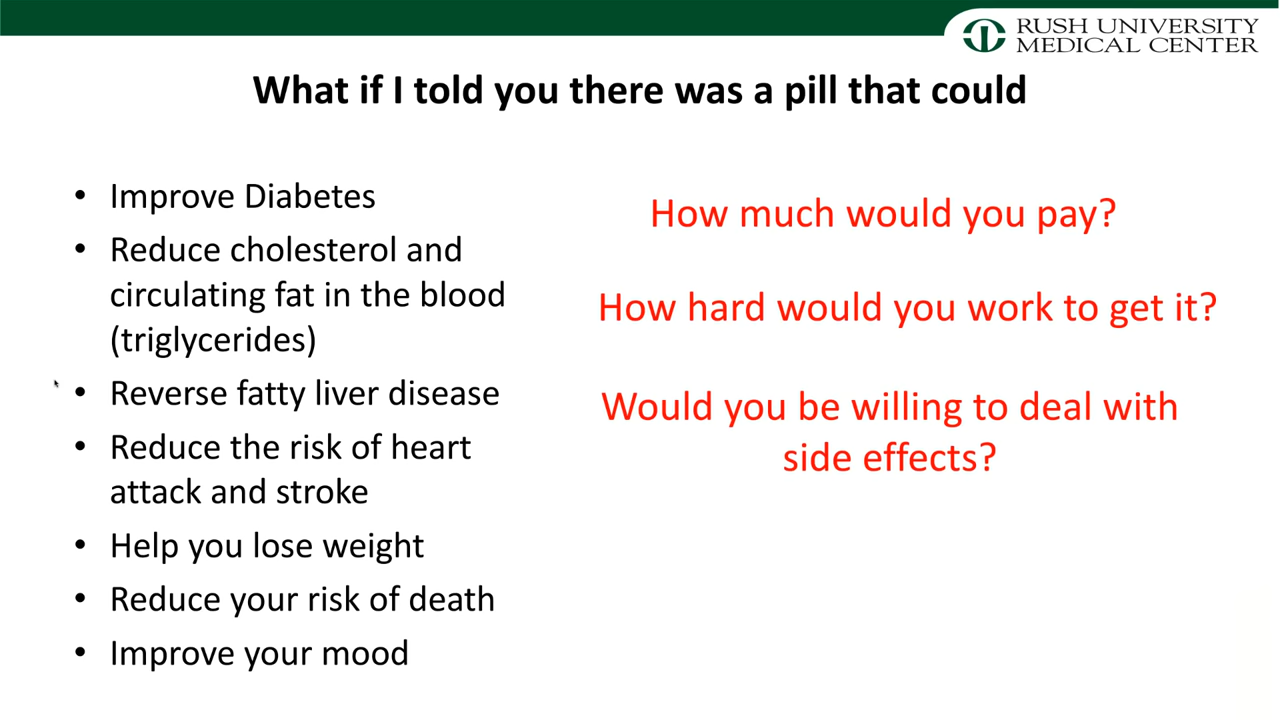 RUSH UNIVERSITY
MEDICAL CENTER
What if I told you there was a pill that could
• Improve Diabetes
• Reduce cholesterol and
circulating fat in the blood
(triglycerides)
• Reverse fatty liver disease
• Reduce the risk of heart
attack and stroke
• Help you lose weight
• Reduce your risk of death
• Improve your mood
How much would you pay?
How hard would you work to get it?
Would you be willing to deal with
side effects?